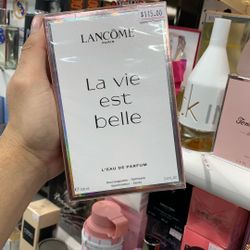 $115.00
LANCÔME
PARIS
La vie
est
belle
L'EAU DE PARFUM